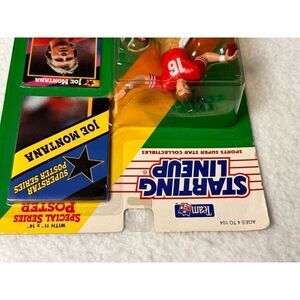 AGES 4 TO 104
Team NFL
STARTING
LINEUP
SPORTS SUPER STAR COLLECTIBLES
WITH 11" x 14"
SPECIAL SERIES
POSTER
SUPERSTAR
POSTER SERIES
JOE MONTANA
JOE MONTANA
16